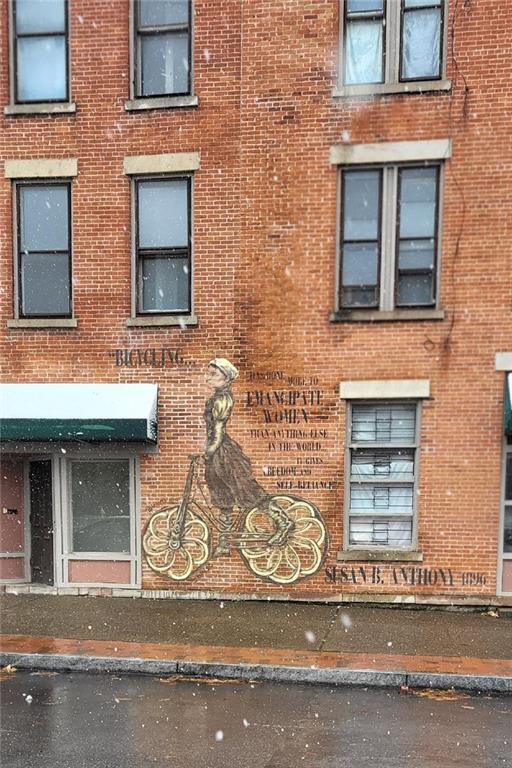 "BICYCLING...
HAS DONE MORE TO
EMANCIPATE
WOMEN
THAN ANYTHING ELSE
IN THE WORLD.
IT GIVES
FREEDOM AND
SELF-RELIANCE
SUSAN B. ANTHONY 1896